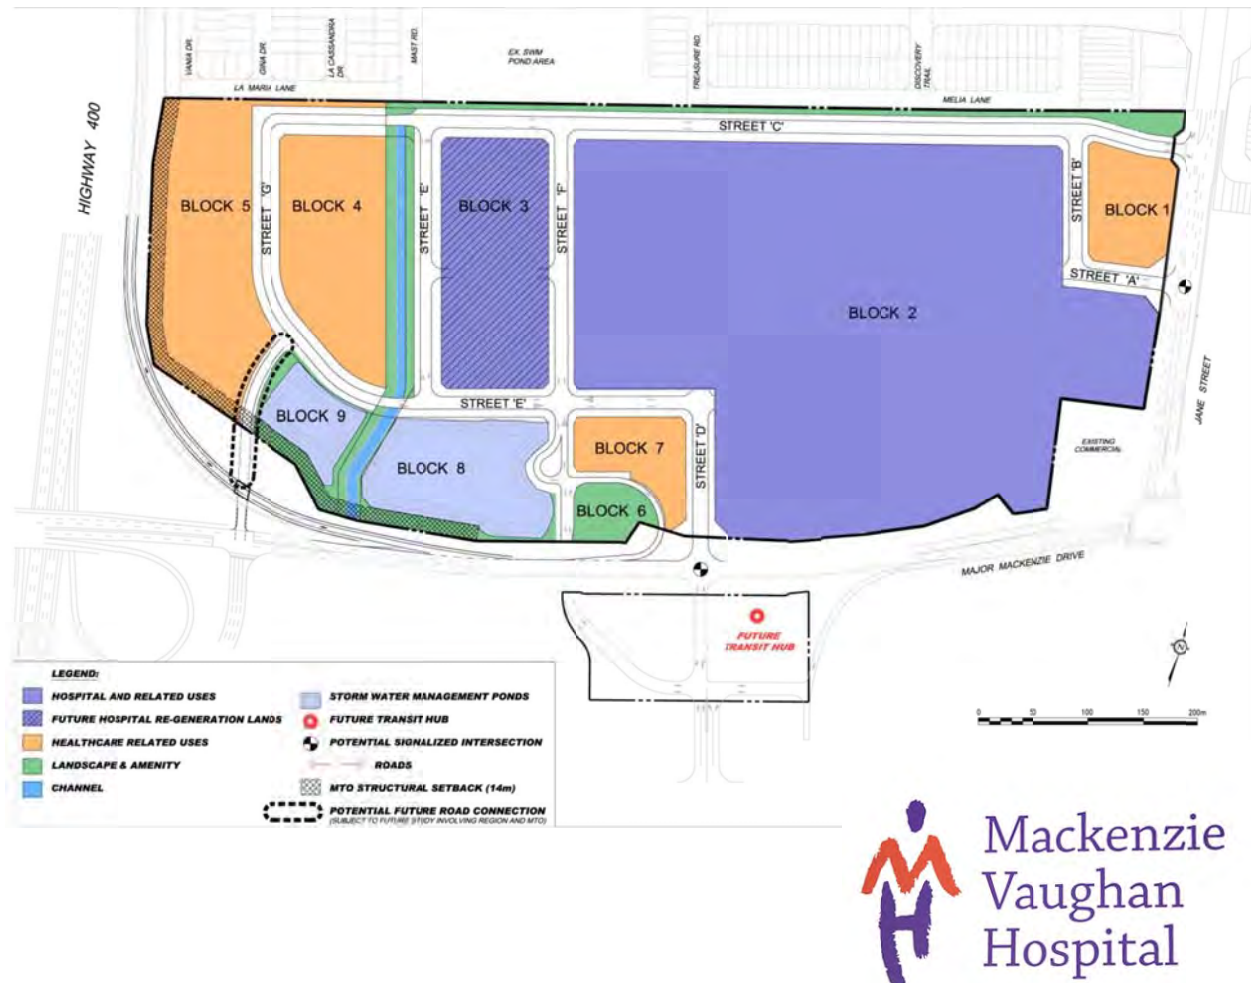 VANIA DR.
GINA DR.
LA CASSANDRA
DR.
MAST RD.
EX. SWM
POND AREA
TREASURE RD.
DISCOVERY
TRAIL
LA MARIA LANE
MELIA LANE
HIGHWAY 400
STREET 'C'
BLOCK 5
STREET 'G'
BLOCK 4
STREET 'E'
BLOCK 3
STREET 'F'
BLOCK 2
STREET 'B'
BLOCK 1
STREET 'A'
JANE STREET
BLOCK 9
STREET 'E'
BLOCK 8
BLOCK 7
STREET 'D'
BLOCK 6
EXISTING
COMMERCIAL
MAJOR MACKENZIE DRIVE
FUTURE
TRANSIT HUB
N
0 50 100 150 200m
LEGEND:
HOSPITAL AND RELATED USES
FUTURE HOSPITAL RE-GENERATION LANDS
HEALTHCARE RELATED USES
LANDSCAPE & AMENITY
CHANNEL
STORM WATER MANAGEMENT PONDS
FUTURE TRANSIT HUB
POTENTIAL SIGNALIZED INTERSECTION
ROADS
MTO STRUCTURAL SETBACK (14m)
POTENTIAL FUTURE ROAD CONNECTION
(SUBJECT TO FUTURE STUDY INVOLVING REGION AND MTO)
Mackenzie
Vaughan
Hospital